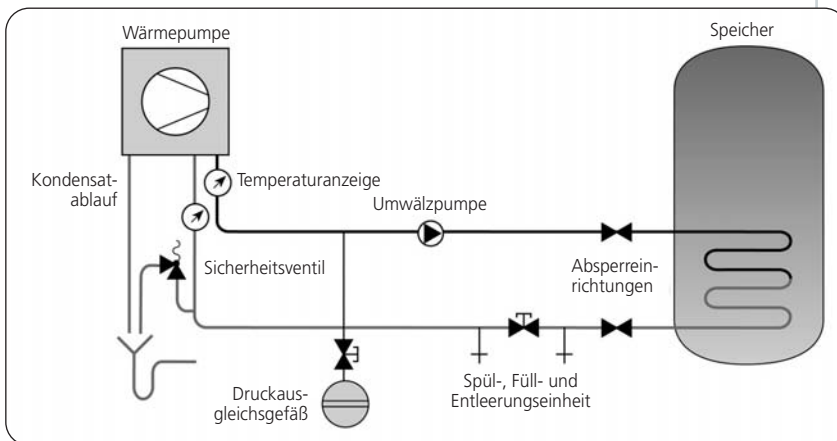 Wärmepumpe
Speicher
Kondensat-
ablauf
Temperaturanzeige
Umwälzpumpe
Sicherheitsventil
Absperrein-
richtungen
Druckaus-
gleichsgefäß
Spül-, Füll- und
Entleerungseinheit